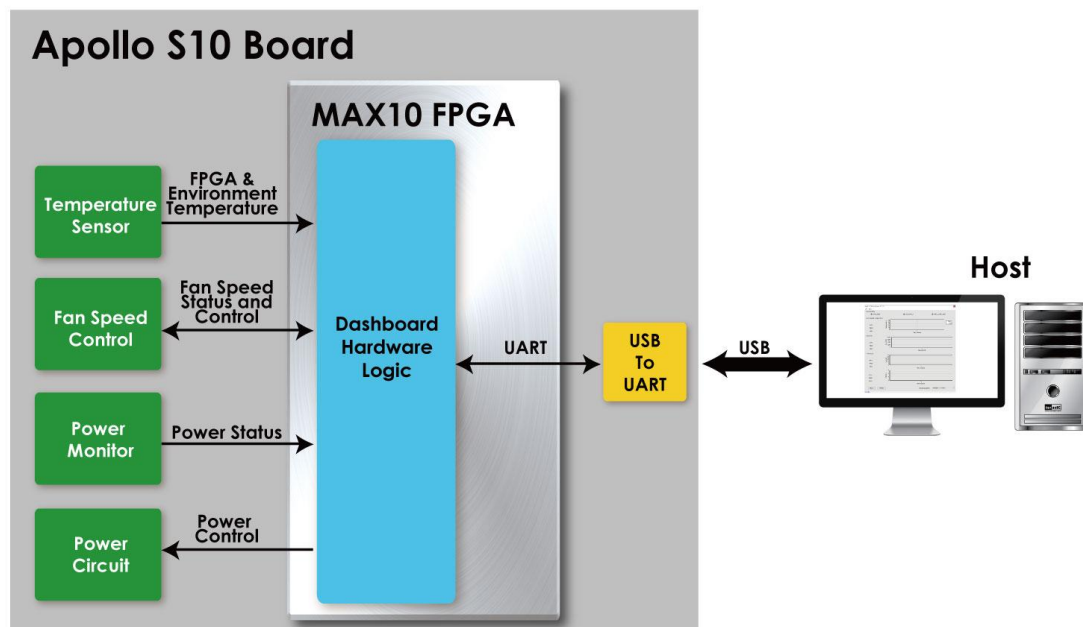 Apollo S10 Board
MAX10 FPGA
FPGA &
Environment
Temperature
Temperature
Sensor
Fan Speed
Status and
Control
Fan Speed
Control
Dashboard
Hardware
Logic
UART
USB
To
UART
USB
Host
Power Status
Power
Monitor
Power
Control
Power
Circuit